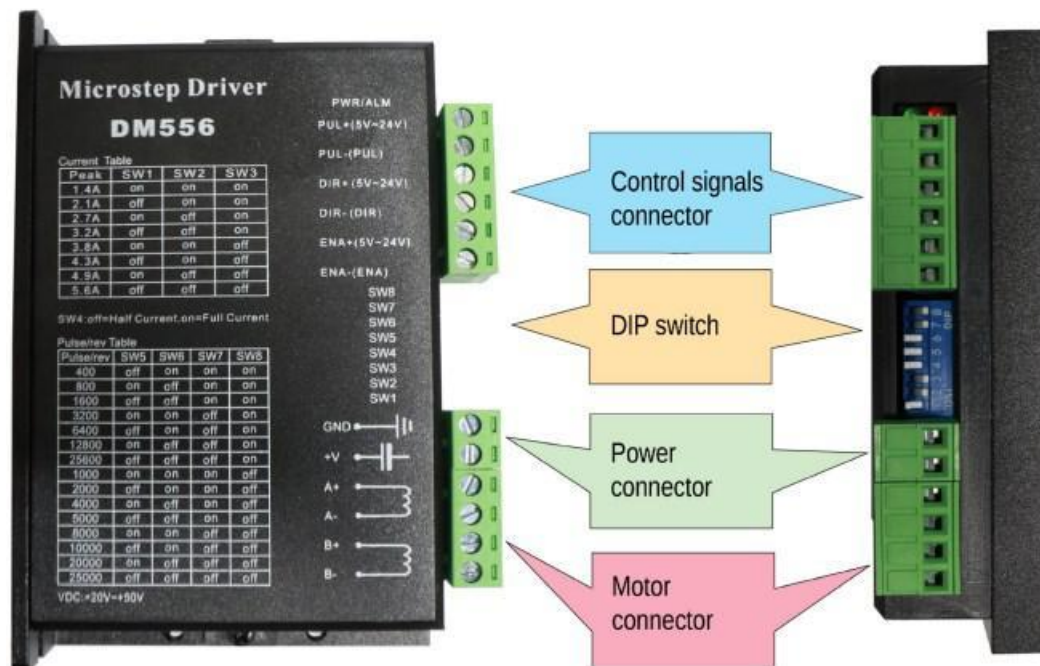 Microstep Driver
DM556
Current Table
Peak SW1 SW2 SW3
1.4A on on on
2.1A off on on
2.7A on off on
3.2A off off on
3.8A on on off
4.3A off on off
4.9A on off off
5.6A off off off
SW4:off=Half Current,on=Full Current
Pulse/rev Table
Pulse/rev SW5 SW6 SW7 SW8
400 off on on on
800 on off on on
1600 off off on on
3200 on on off on
6400 off on off on
12800 on off off on
25600 off off off on
1000 on on on off
2000 off on on off
4000 on off on off
5000 off off on off
8000 on on off off
10000 off on off off
20000 on off off off
25000 off off off off
PWR/ALM
PUL+(5V~24V)
PUL-(PUL)
DIR+(5V~24V)
DIR-(DIR)
ENA+(5V~24V)
ENA-(ENA)
SW8
SW7
SW6
SW5
SW4
SW3
SW2
SW1
GND
+V
A+
A-
B+
B-
Control signals
connector
DIP switch
Power
connector
Motor
connector
DIP
8
7
6
5
4
3